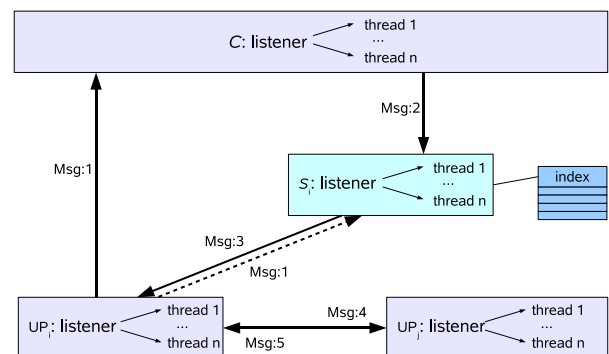 C: listener
thread 1
...
thread n
Msg:1
Msg:2
Sᵢ: listener
thread 1
...
thread n
index
Msg:3
Msg:1
UPᵢ: listener
thread 1
...
thread n
Msg:4
Msg:5
UPⱼ: listener
thread 1
...
thread n